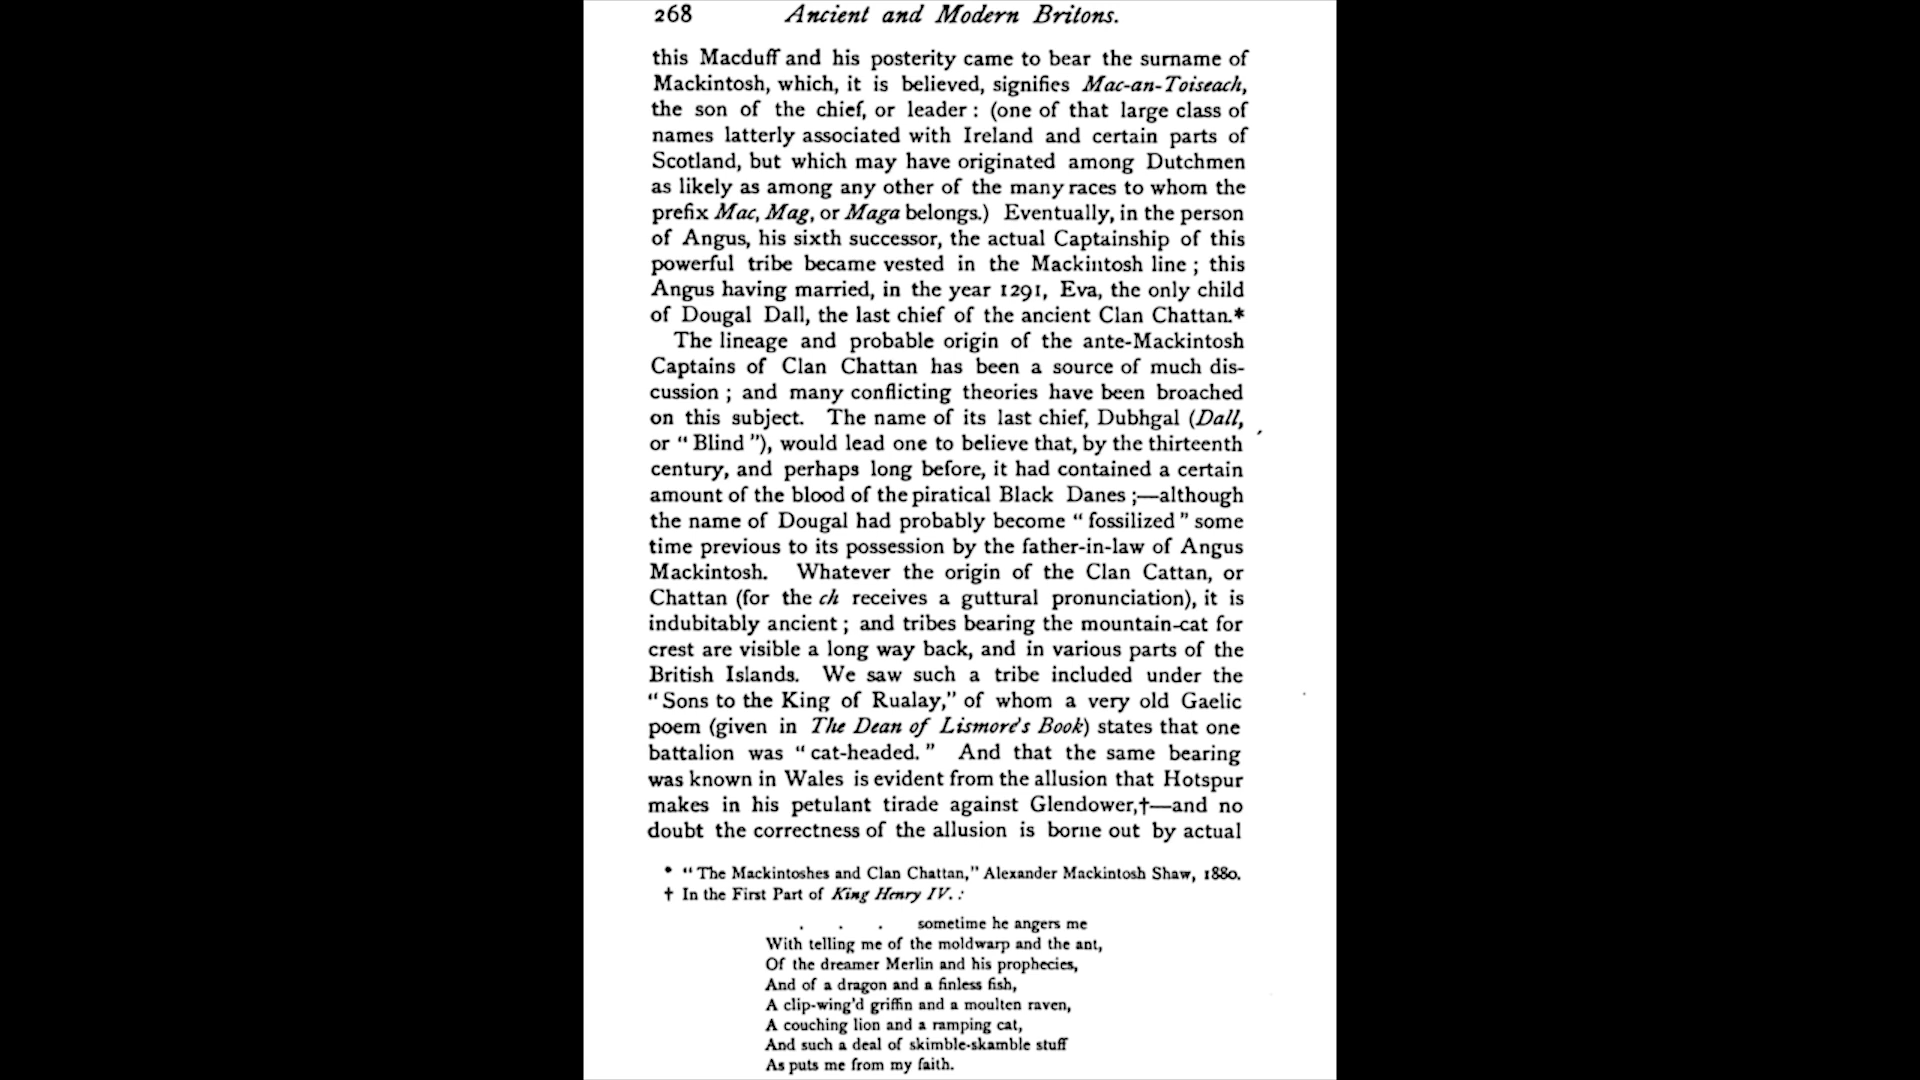 268 Ancient and Modern Britons.
this Macduff and his posterity came to bear the surname of
Mackintosh, which, it is believed, signifies Mac-an-Toiseach,
the son of the chief, or leader : (one of that large class of
names latterly associated with Ireland and certain parts of
Scotland, but which may have originated among Dutchmen
as likely as among any other of the many races to whom the
prefix Mac, Mag, or Maga belongs.) Eventually, in the person
of Angus, his sixth successor, the actual Captainship of this
powerful tribe became vested in the Mackintosh line ; this
Angus having married, in the year 1291, Eva, the only child
of Dougal Dall, the last chief of the ancient Clan Chattan.*
The lineage and probable origin of the ante-Mackintosh
Captains of Clan Chattan has been a source of much dis-
cussion ; and many conflicting theories have been broached
on this subject. The name of its last chief, Dubhgal (Dall,
or “ Blind ”), would lead one to believe that, by the thirteenth
century, and perhaps long before, it had contained a certain
amount of the blood of the piratical Black Danes ;—although
the name of Dougal had probably become “ fossilized ” some
time previous to its possession by the father-in-law of Angus
Mackintosh. Whatever the origin of the Clan Cattan, or
Chattan (for the ch receives a guttural pronunciation), it is
indubitably ancient ; and tribes bearing the mountain-cat for
crest are visible a long way back, and in various parts of the
British Islands. We saw such a tribe included under the
“ Sons to the King of Rualay,” of whom a very old Gaelic
poem (given in The Dean of Lismore's Book) states that one
battalion was “ cat-headed. ” And that the same bearing
was known in Wales is evident from the allusion that Hotspur
makes in his petulant tirade against Glendower,†—and no
doubt the correctness of the allusion is borne out by actual
* “ The Mackintoshes and Clan Chattan,” Alexander Mackintosh Shaw, 1880.
† In the First Part of King Henry IV. :
. . . sometime he angers me
With telling me of the moldwarp and the ant,
Of the dreamer Merlin and his prophecies,
And of a dragon and a finless fish,
A clip-wing'd griffin and a moulten raven,
A couching lion and a ramping cat,
And such a deal of skimble-skamble stuff
As puts me from my faith.